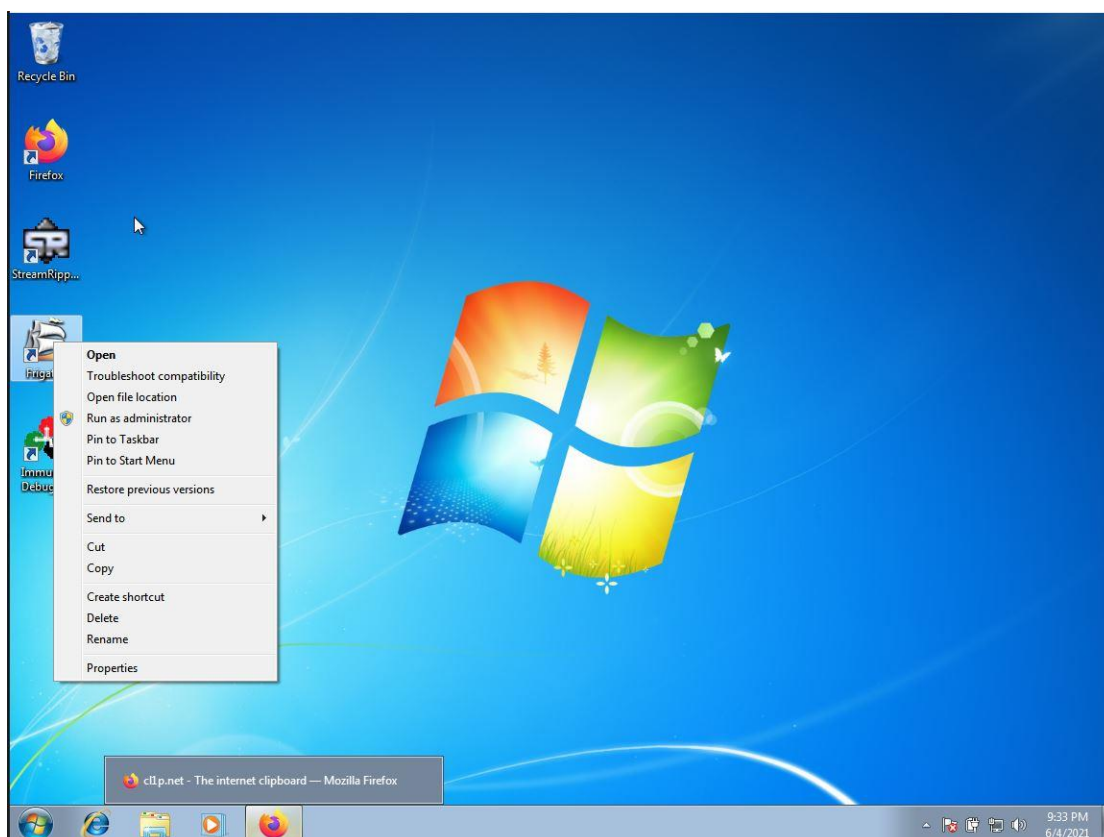 Recycle Bin
Firefox
StreamRipp...
Open
Troubleshoot compatibility
Open file location
Run as administrator
Pin to Taskbar
Pin to Start Menu
Restore previous versions
Send to
Cut
Copy
Create shortcut
Delete
Rename
Properties
cl1p.net - The internet clipboard — Mozilla Firefox
9:33 PM
6/4/2021